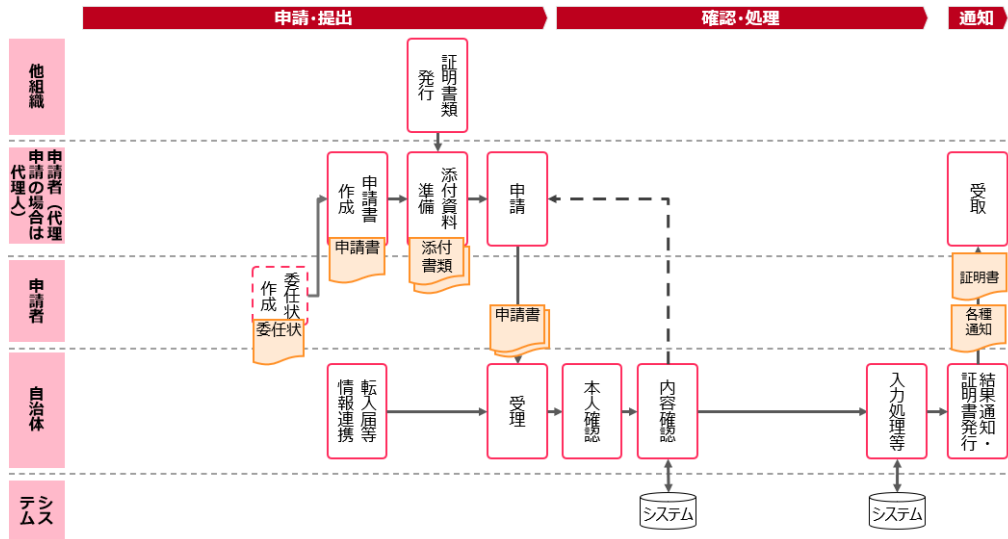 申請・提出
確認・処理
通知
他組織
証明書類
発行
申請者（代理
申請の場合は
代理人）
申請書
作成
添付資料
準備
申請
受取
申請書
添付
書類
申請者
委任状
作成
委任状
申請書
証明書
各種
通知
自治体
転入届等
情報連携
受理
本人確認
内容確認
入力処理等
結果通知・
証明書発行
シス
テム
システム
システム